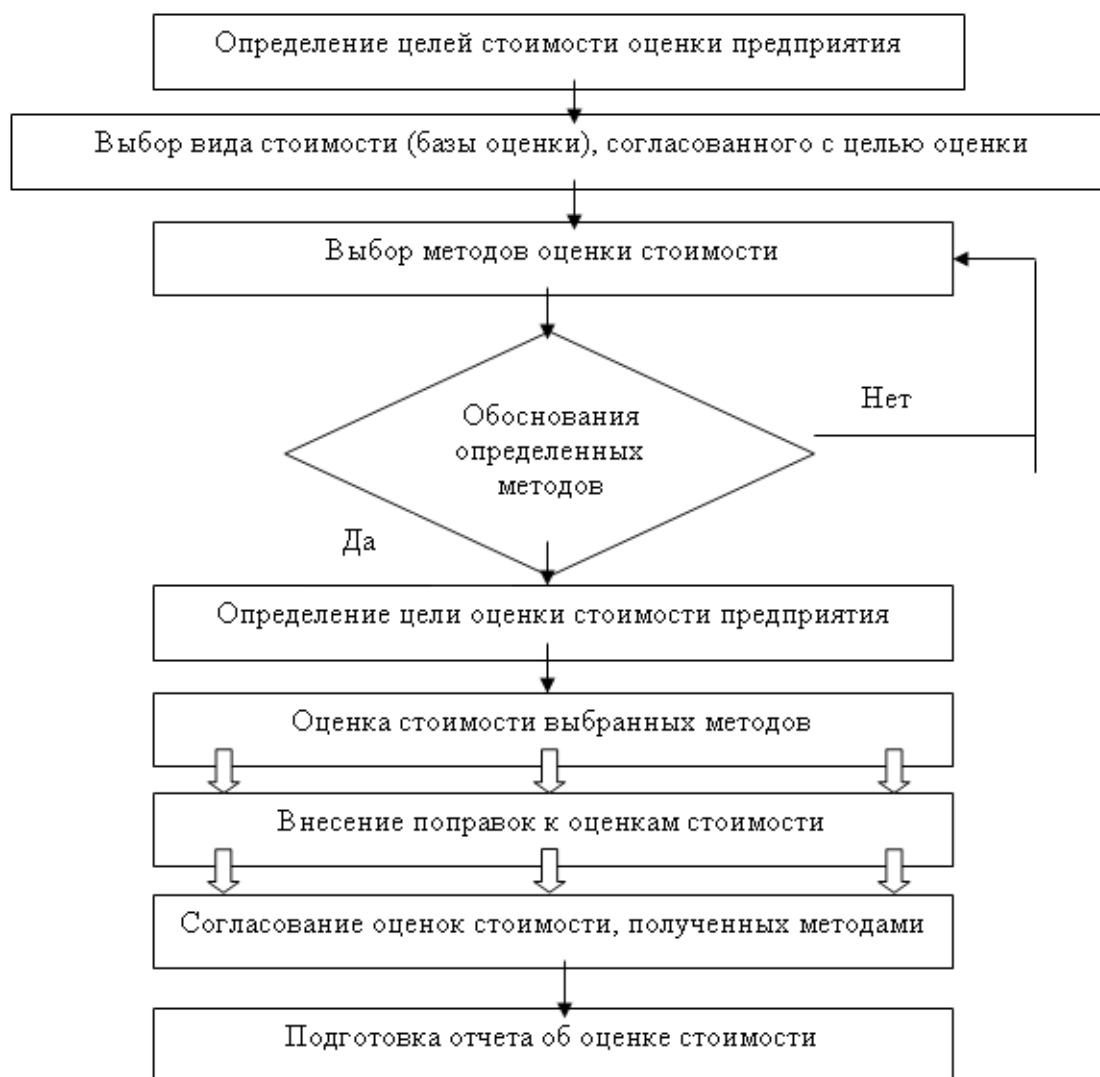 Определение целей стоимости оценки предприятия
Выбор вида стоимости (базы оценки), согласованного с целью оценки
Выбор методов оценки стоимости
Обоснования
определенных
методов
Нет
Да
Определение цели оценки стоимости предприятия
Оценка стоимости выбранных методов
Внесение поправок к оценкам стоимости
Согласование оценок стоимости, полученных методами
Подготовка отчета об оценке стоимости